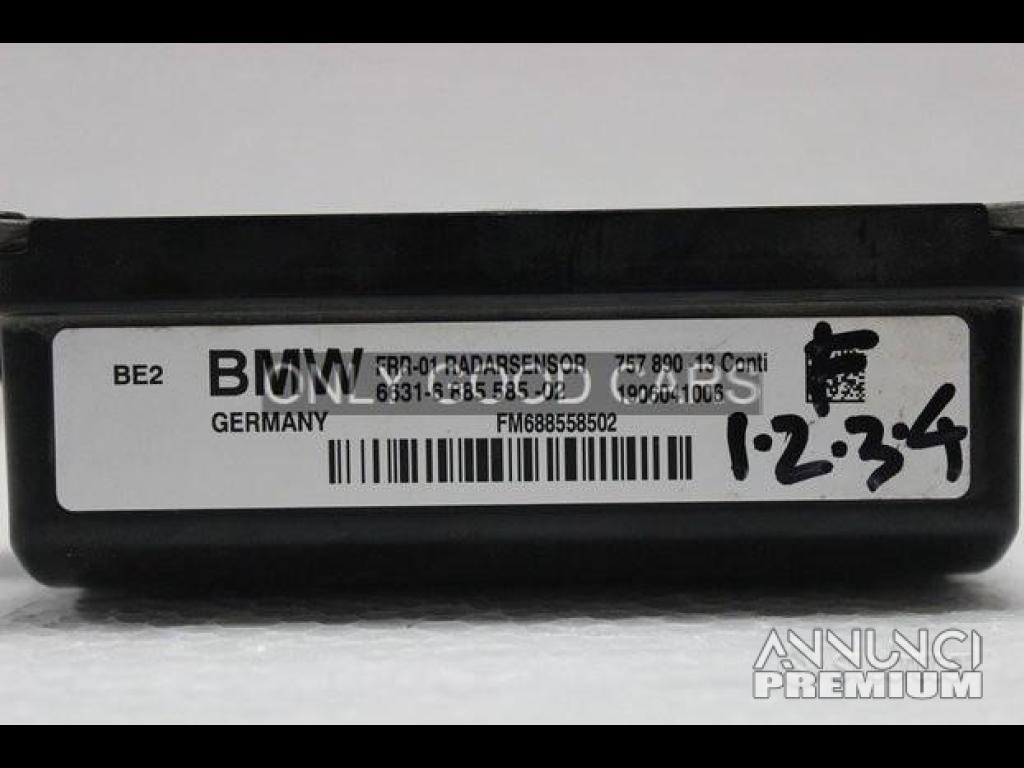 BE2
BMW FRR-01 RADARSENSOR 757 890 -13 Conti
6631-6 885 585 -02 1906041006
GERMANY FM688558502
F
1.2.3.4
ONLY GOLD CARS
ANNUNCI
PREMIUM